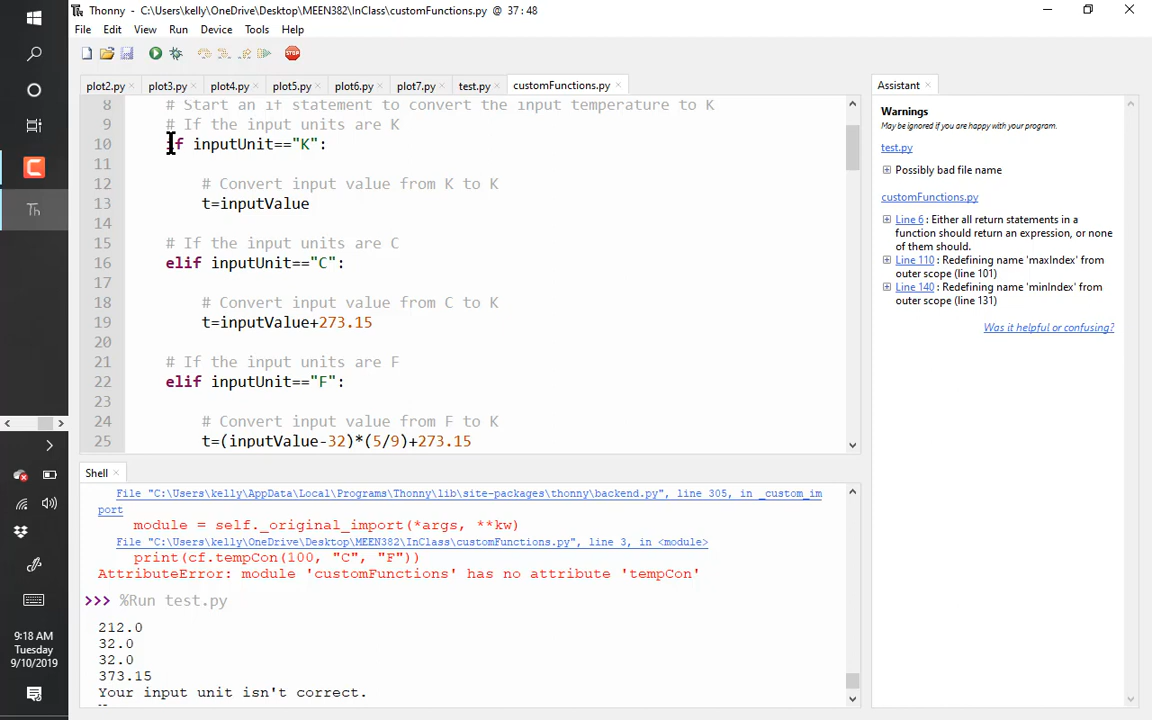 Thonny - C:\Users\kelly\OneDrive\Desktop\MEEN382\InClass\customFunctions.py @ 37 : 48
File Edit View Run Device Tools Help
plot2.py plot3.py plot4.py plot5.py plot6.py plot7.py test.py customFunctions.py
8 # Start an if statement to convert the input temperature to K
9 # If the input units are K
10 if inputUnit=="K":
11
12 # Convert input value from K to K
13 t=inputValue
14
15 # If the input units are C
16 elif inputUnit=="C":
17
18 # Convert input value from C to K
19 t=inputValue+273.15
20
21 # If the input units are F
22 elif inputUnit=="F":
23
24 # Convert input value from F to K
25 t=(inputValue-32)*(5/9)+273.15
Shell
File "C:\Users\kelly\AppData\Local\Programs\Thonny\lib\site-packages\thonny\backend.py", line 305, in _custom_im
port
module = self._original_import(*args, **kw)
File "C:\Users\kelly\OneDrive\Desktop\MEEN382\InClass\customFunctions.py", line 3, in <module>
print(cf.tempCon(100, "C", "F"))
AttributeError: module 'customFunctions' has no attribute 'tempCon'
>>> %Run test.py
212.0
32.0
32.0
373.15
Your input unit isn't correct.
Assistant
Warnings
May be ignored if you are happy with your program.
test.py
Possibly bad file name
customFunctions.py
Line 6 : Either all return statements in a
function should return an expression, or none
of them should.
Line 110 : Redefining name 'maxIndex' from
outer scope (line 101)
Line 140 : Redefining name 'minIndex' from
outer scope (line 131)
Was it helpful or confusing?
Th
9:18 AM
Tuesday
9/10/2019
STOP